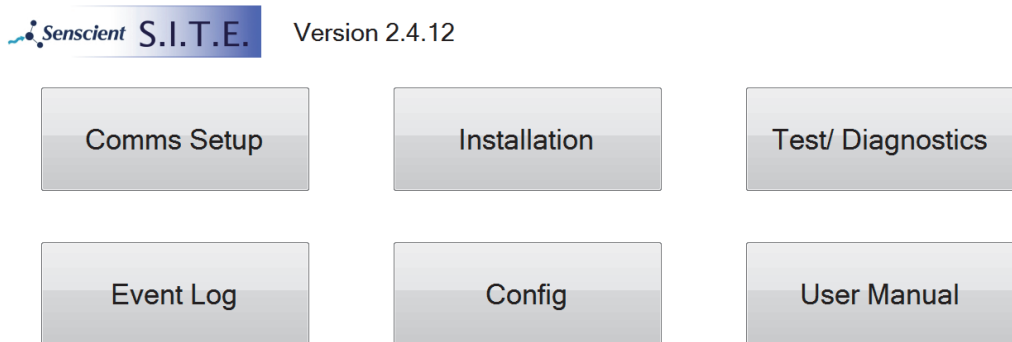 Senscient S.I.T.E. Version 2.4.12
Comms Setup Installation Test/ Diagnostics
Event Log Config User Manual